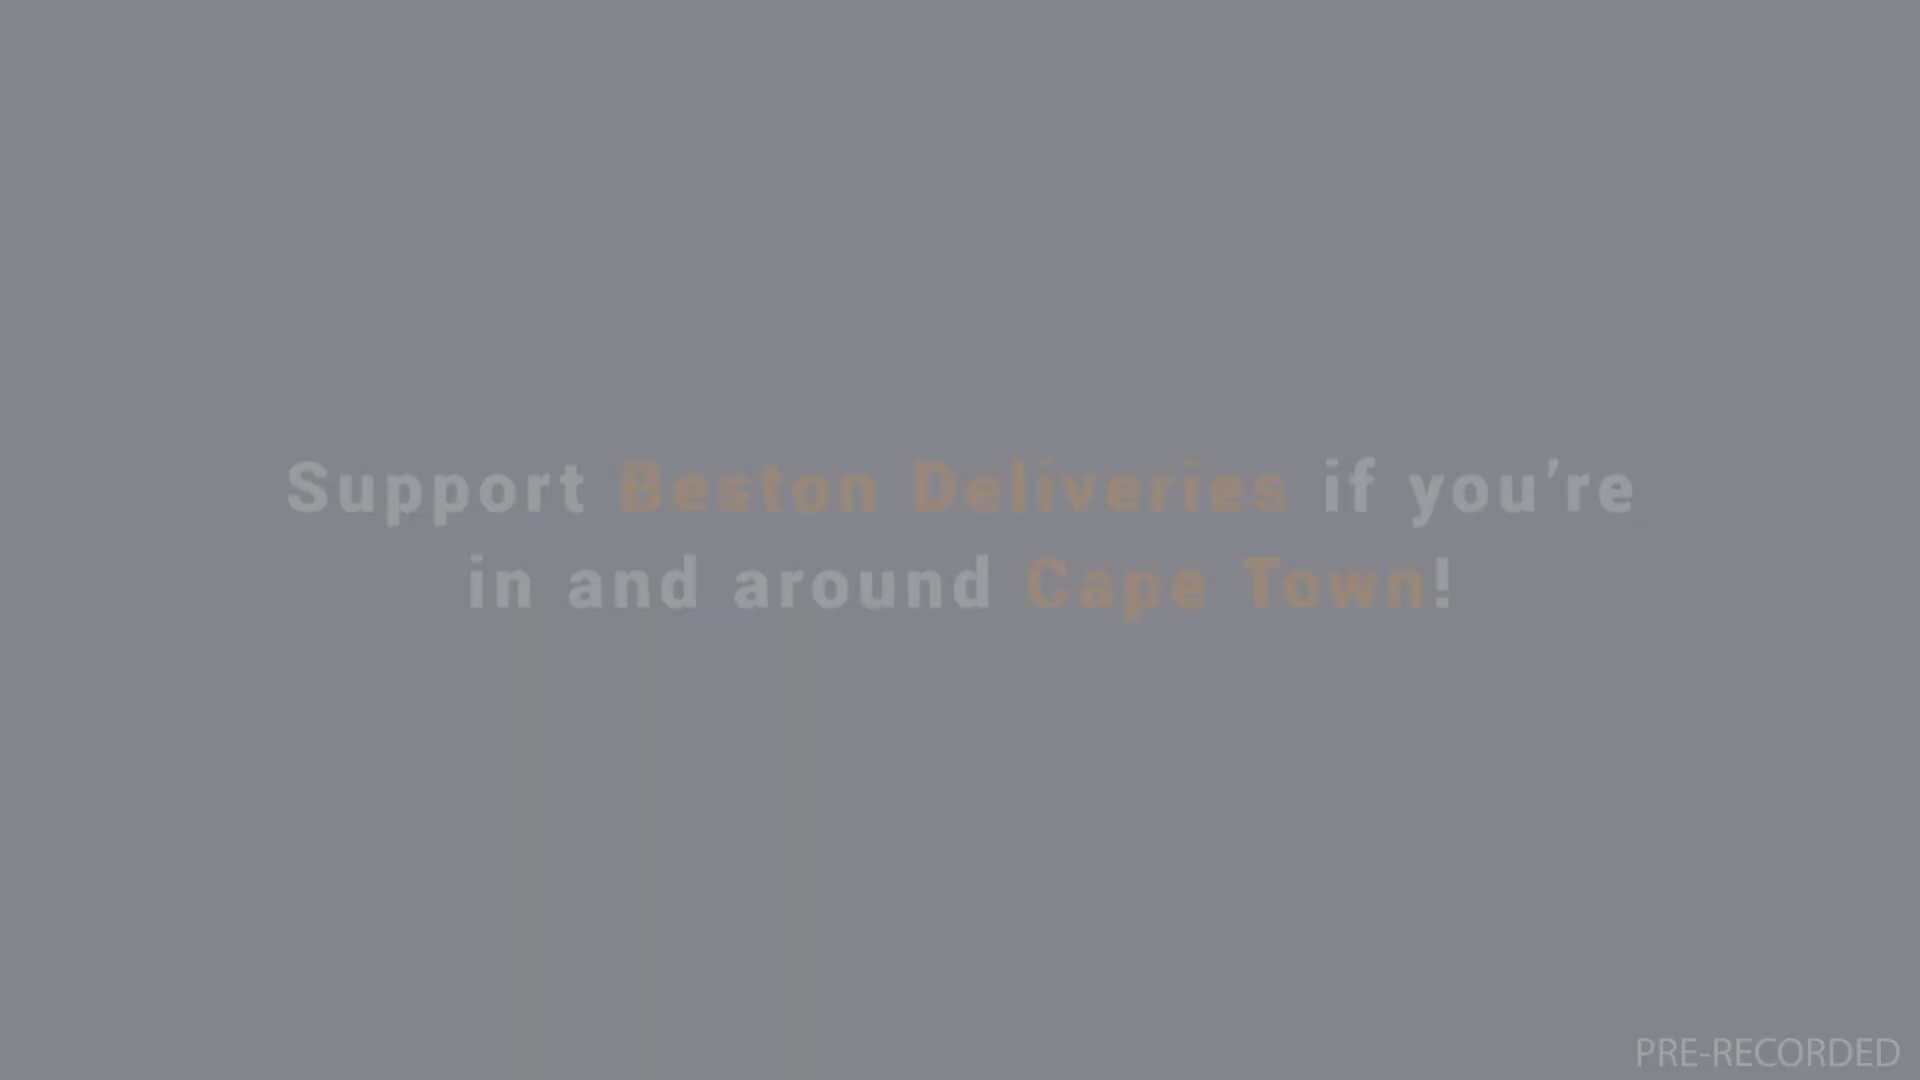 Support Beston Deliveries if you’re
in and around Cape Town!
PRE-RECORDED